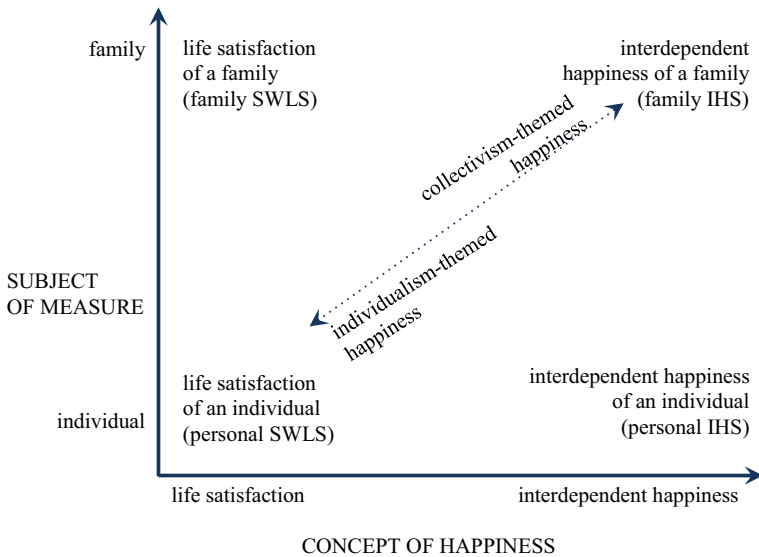 family
life satisfaction
of a family
(family SWLS)
interdependent
happiness of a family
(family IHS)
collectivism-themed
happiness
individualism-themed
happiness
SUBJECT
OF MEASURE
individual
life satisfaction
of an individual
(personal SWLS)
interdependent happiness
of an individual
(personal IHS)
life satisfaction
interdependent happiness
CONCEPT OF HAPPINESS